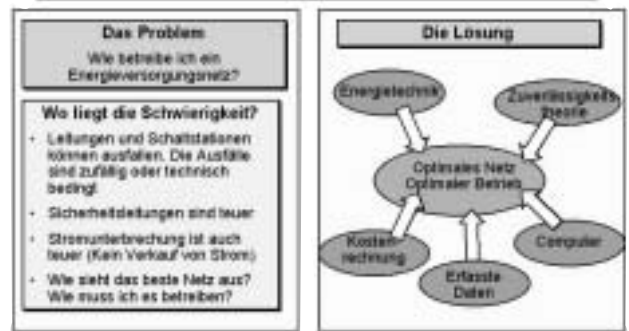 Das Problem
Wie betreibe ich ein
Energieversorgungsnetz?
Wo liegt die Schwierigkeit?
• Leitungen und Schaltstationen
können ausfallen. Die Ausfälle
sind zufällig oder technisch
bedingt
• Sicherheitsleitungen sind teuer
• Stromunterbrechung ist auch
teuer (Kein Verkauf von Strom)
• Wie sieht das beste Netz aus?
Wie muss ich es betreiben?
Die Lösung
Energietechnik
Zuverlässigkeits
theorie
Optimales Netz
Optimaler Betrieb
Kosten-
rechnung
Erfasste
Daten
Computer